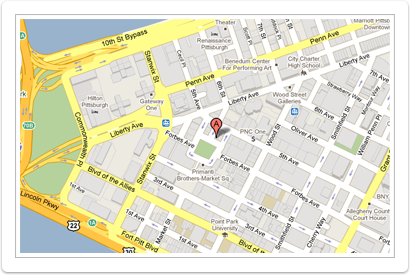 Theater
Renaissance
Pittsburgh
Marriott Pittsburgh
Downtown
10th St Bypass
Stanwix St
Penn Ave
Benedum Center
For Performing Art
City Charter
High School
7th Ave
Hilton
Pittsburgh
Gateway
One
Penn Ave
6th St
Liberty Ave
Wood Street
Galleries
Strawberry Way
6th Ave
Smithfield St
William Penn Pl
Commonwealth Pl
Liberty Ave
Forbes Ave
A
PNC One
Wood St
Oliver Ave
Forbes Ave
5th Ave
Primanti
Brothers-Market Sq
Stanwix St
Blvd of the Allies
Lincoln Pkwy
1st Ave
Market St
Fort Pitt Blvd
Point Park
University
4th Ave
3rd Ave
Blvd of the
Cherry Way
Smithfield St
BNY
Allegheny County
Court House
22
30